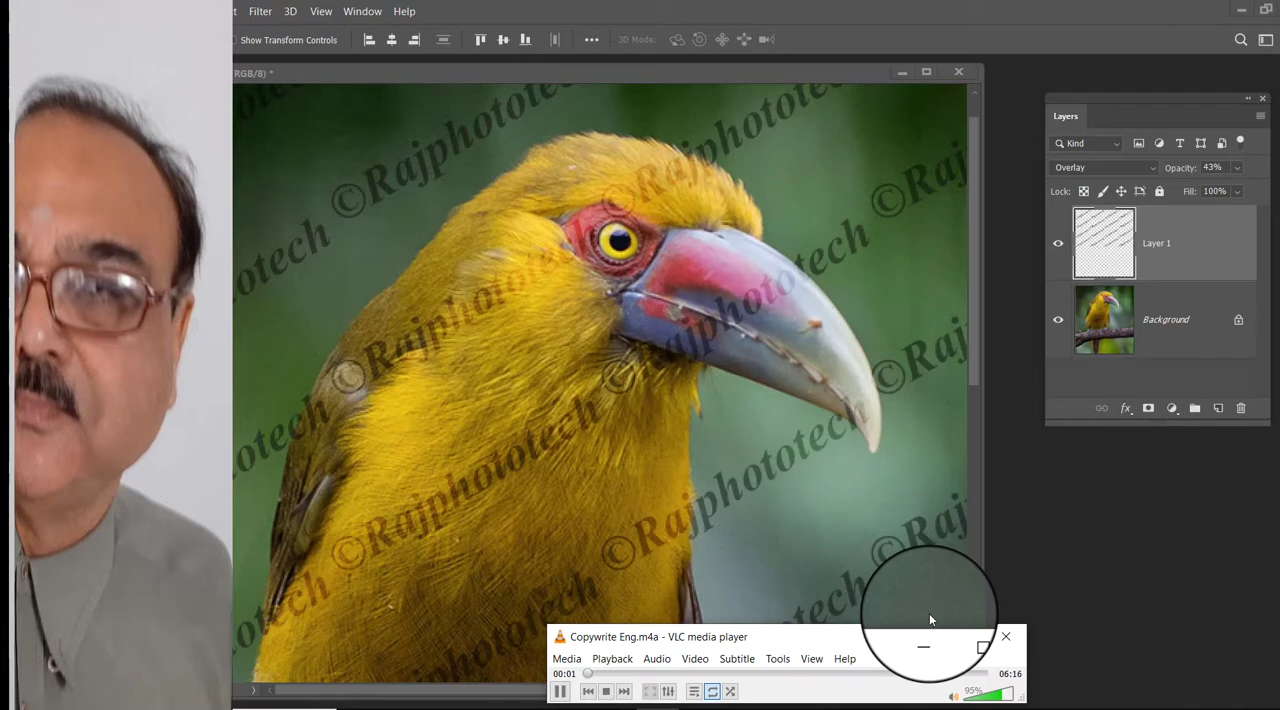 Filter 3D View Window Help
Show Transform Controls
3D Mode:
RGB/8) *
©Rajphototech
©Rajphototech
©Rajphototech
©Rajphototech
©Rajphototech
©Rajphototech
©Rajphototech
Layers
Kind
Overlay Opacity: 43%
Lock: Fill: 100%
Layer 1
Background
fx
Copywrite Eng.m4a - VLC media player
Media Playback Audio Video Subtitle Tools View Help
00:01 06:16
95%